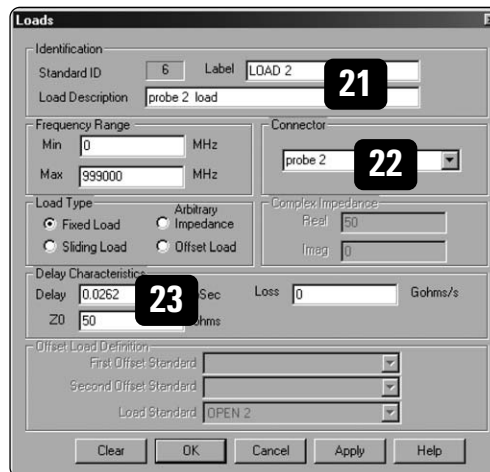 Loads
Identification
Standard ID 6 Label LOAD 2
Load Description probe 2 load
21
Frequency Range
Min 0 MHz
Max 999000 MHz
Connector
probe 2
22
Load Type
Fixed Load Arbitrary Impedance
Sliding Load Offset Load
Complex Impedance
Real 50
Imag 0
Delay Characteristics
Delay 0.0262 Sec Loss 0 Gohms/s
Z0 50 ohms
23
Offset Load Definition
First Offset Standard
Second Offset Standard
Load Standard OPEN 2
Clear OK Cancel Apply Help